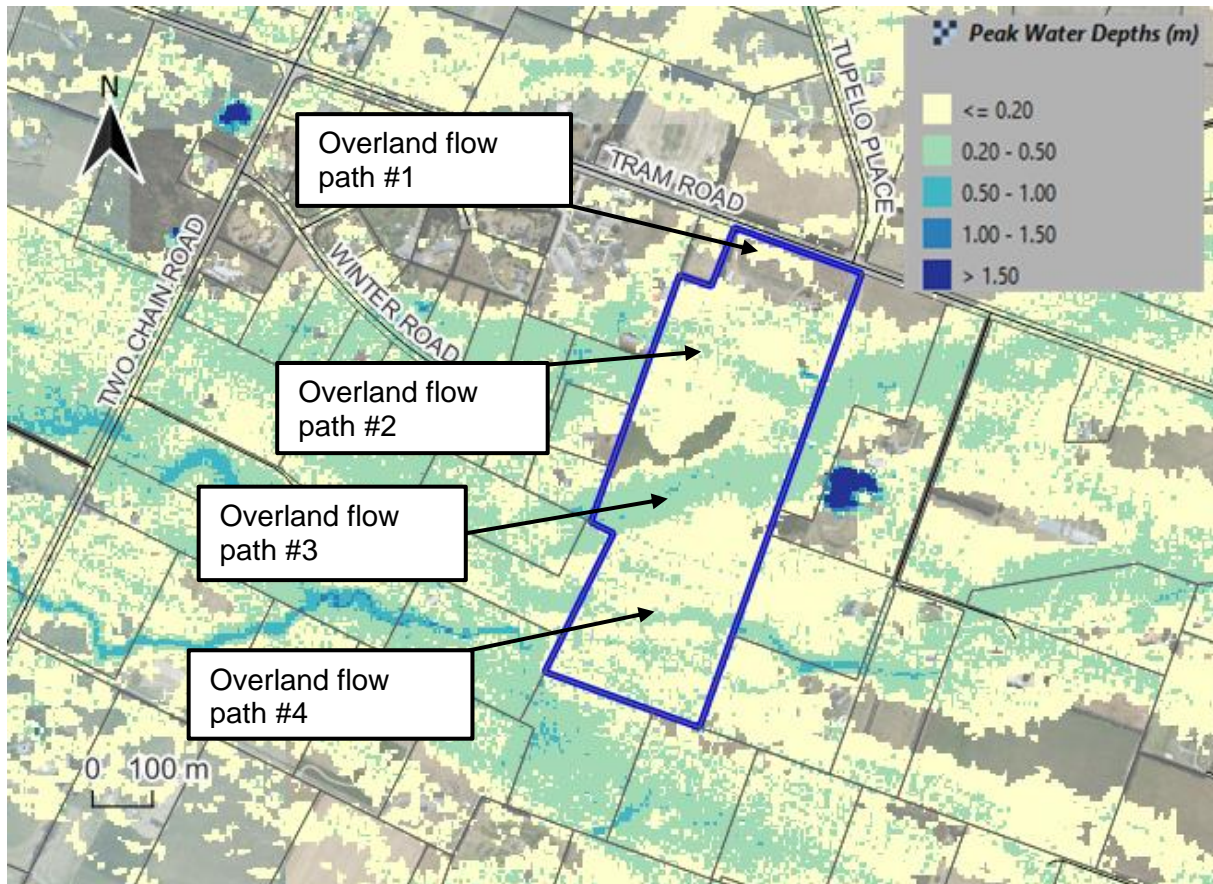 Peak Water Depths (m)
<= 0.20
0.20 - 0.50
0.50 - 1.00
1.00 - 1.50
> 1.50
N
TUPELO PLACE
Overland flow
path #1
TRAM ROAD
TWO CHAIN ROAD
WINTER ROAD
Overland flow
path #2
Overland flow
path #3
Overland flow
path #4
0 100 m